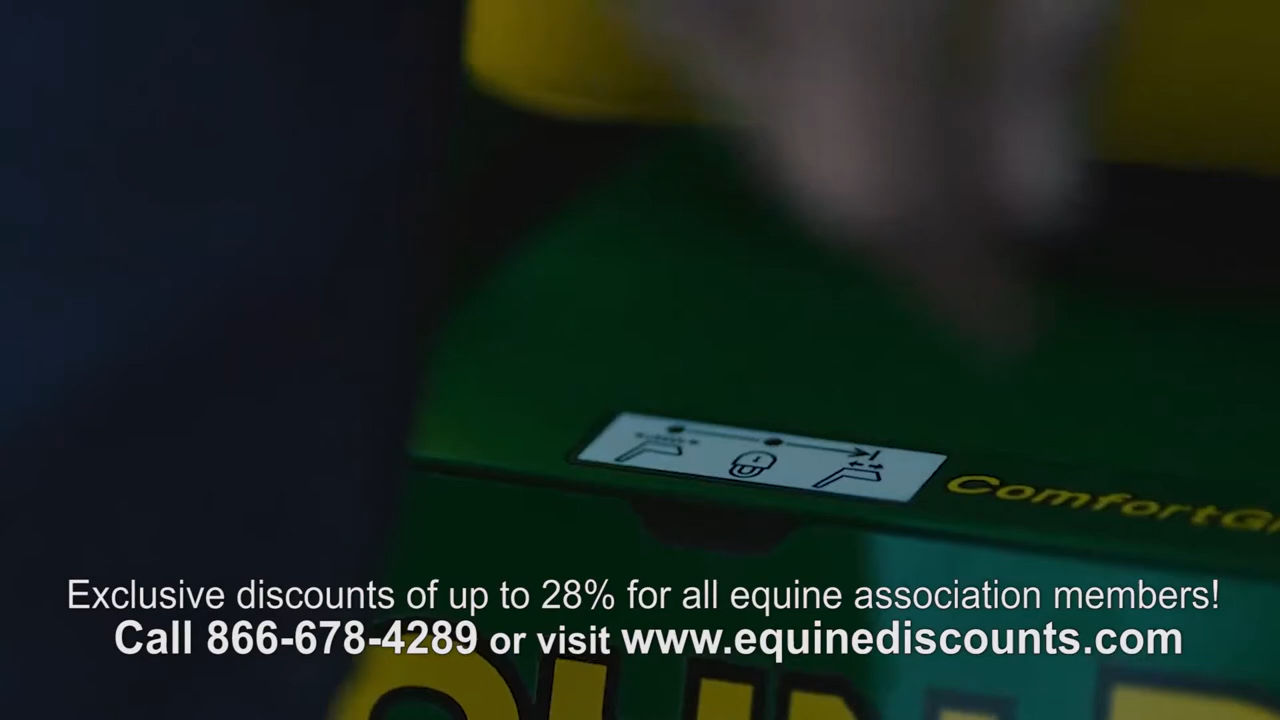 ComfortG
Exclusive discounts of up to 28% for all equine association members!
Call 866-678-4289 or visit www.equinediscounts.com